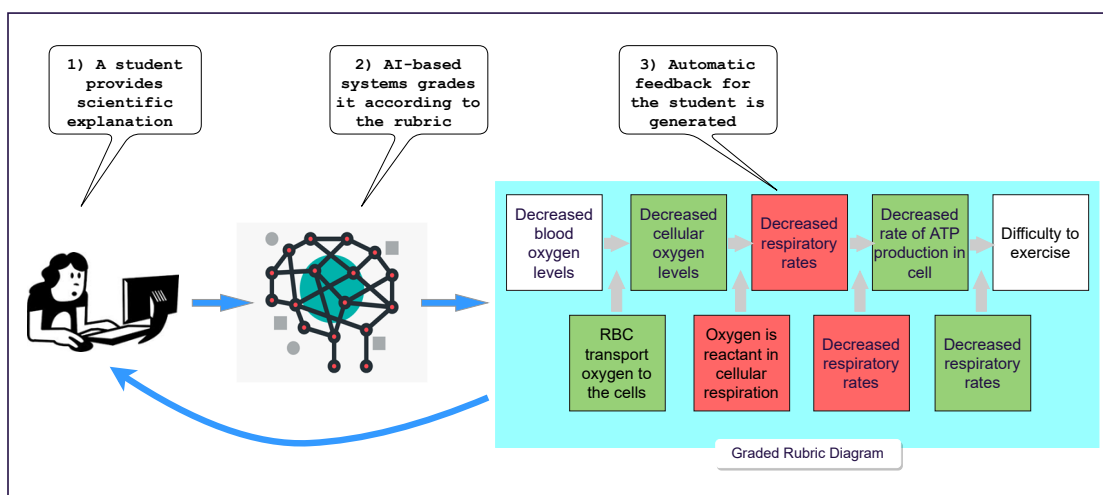 1) A student
provides
scientific
explanation
2) AI-based
systems grades
it according to
the rubric
3) Automatic
feedback for
the student is
generated
Decreased
blood
oxygen
levels
Decreased
cellular
oxygen
levels
Decreased
respiratory
rates
Decreased
rate of ATP
production in
cell
Difficulty to
exercise
RBC
transport
oxygen to
the cells
Oxygen is
reactant in
cellular
respiration
Decreased
respiratory
rates
Decreased
respiratory
rates
Graded Rubric Diagram